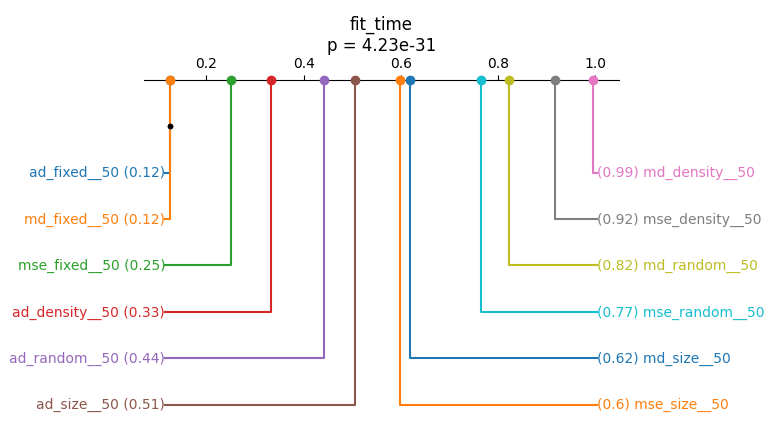 fit_time
p = 4.23e-31
0.2 0.4 0.6 0.8 1.0
ad_fixed__50 (0.12) (0.99) md_density__50
md_fixed__50 (0.12) (0.92) mse_density__50
mse_fixed__50 (0.25) (0.82) md_random__50
ad_density__50 (0.33) (0.77) mse_random__50
ad_random__50 (0.44) (0.62) md_size__50
ad_size__50 (0.51) (0.6) mse_size__50